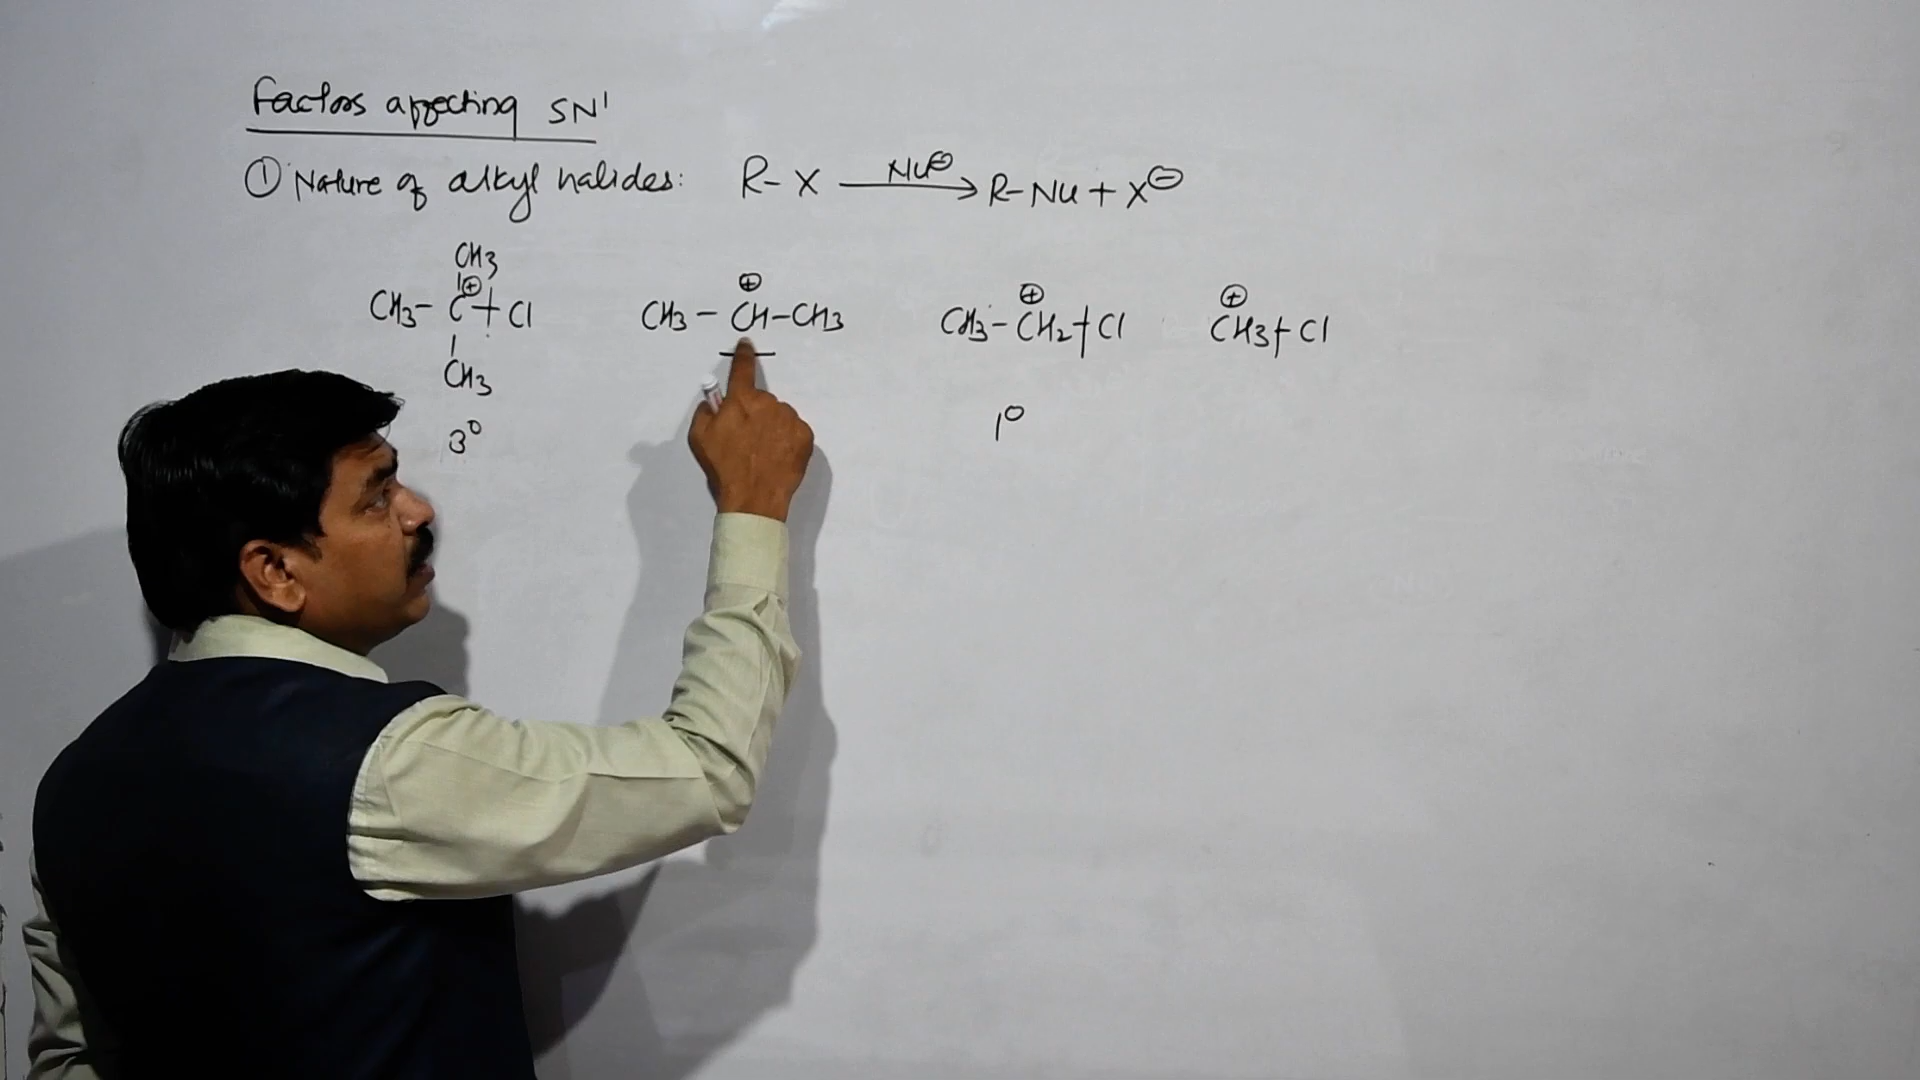 Factors affecting SN¹
① Nature of alkyl halides: R-X —Nu⊖→ R-Nu + X⊖
CH3
CH3-C⊕+Cl CH3-CH⊕-CH3 CH3-CH2⊕+Cl CH3⊕+Cl
CH3
3° 1°